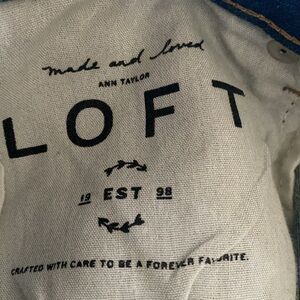 made and loved
ANN TAYLOR
LOFT
19 EST 98
CRAFTED WITH CARE TO BE A FOREVER FAVORITE.